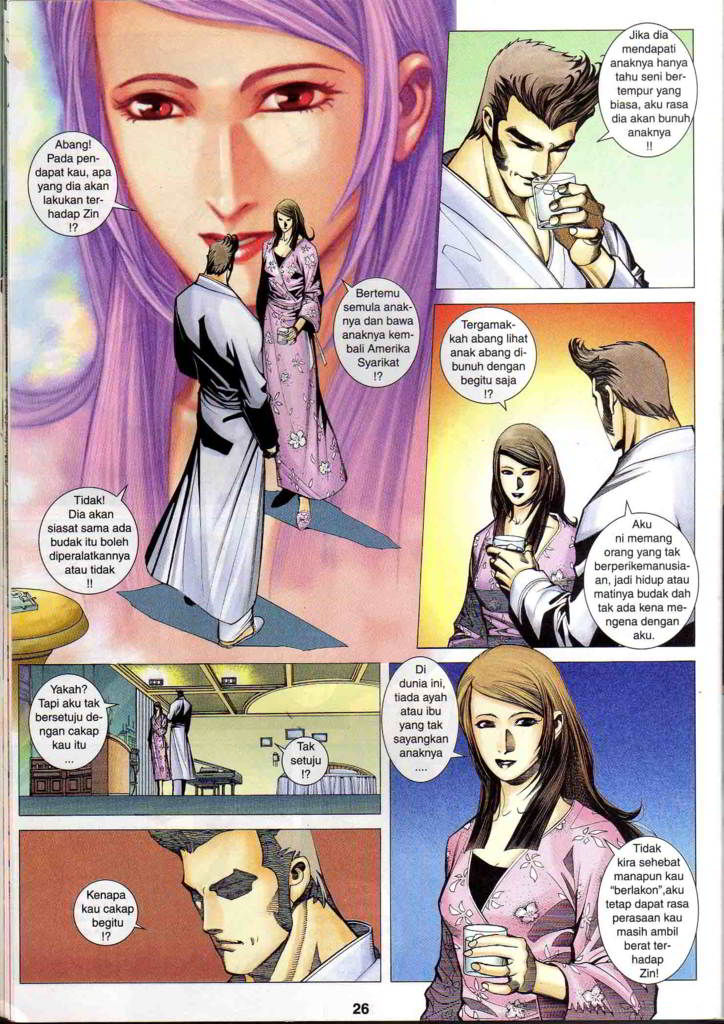 Abang!
Pada pen-
dapat kau, apa
yang dia akan
lakukan ter-
hadap Zin
!?
Bertemu
semula anak-
nya dan bawa
anaknya kem-
bali Amerika
Syarikat
!?
Tidak!
Dia akan
siasat sama ada
budak itu boleh
diperalatkannya
atau tidak
!!
Jika dia
mendapati
anaknya hanya
tahu seni ber-
tempur yang
biasa, aku rasa
dia akan bunuh
anaknya
!!
Tergamak-
kah abang lihat
anak abang di-
bunuh dengan
begitu saja
!?
Aku
ni memang
orang yang tak
berperikemanusia-
an, jadi hidup atau
matinya budak dah
tak ada kena me-
ngena dengan
aku.
Yakah?
Tapi aku tak
bersetuju de-
ngan cakap
kau itu
...
Tak
setuju
!?
Kenapa
kau cakap
begitu
!?
Di
dunia ini,
tiada ayah
atau ibu
yang tak
sayangkan
anaknya
....
Tidak
kira sehebat
manapun kau
"berlakon",aku
tetap dapat rasa
perasaan kau
masih ambil
berat ter-
hadap
Zin!
26